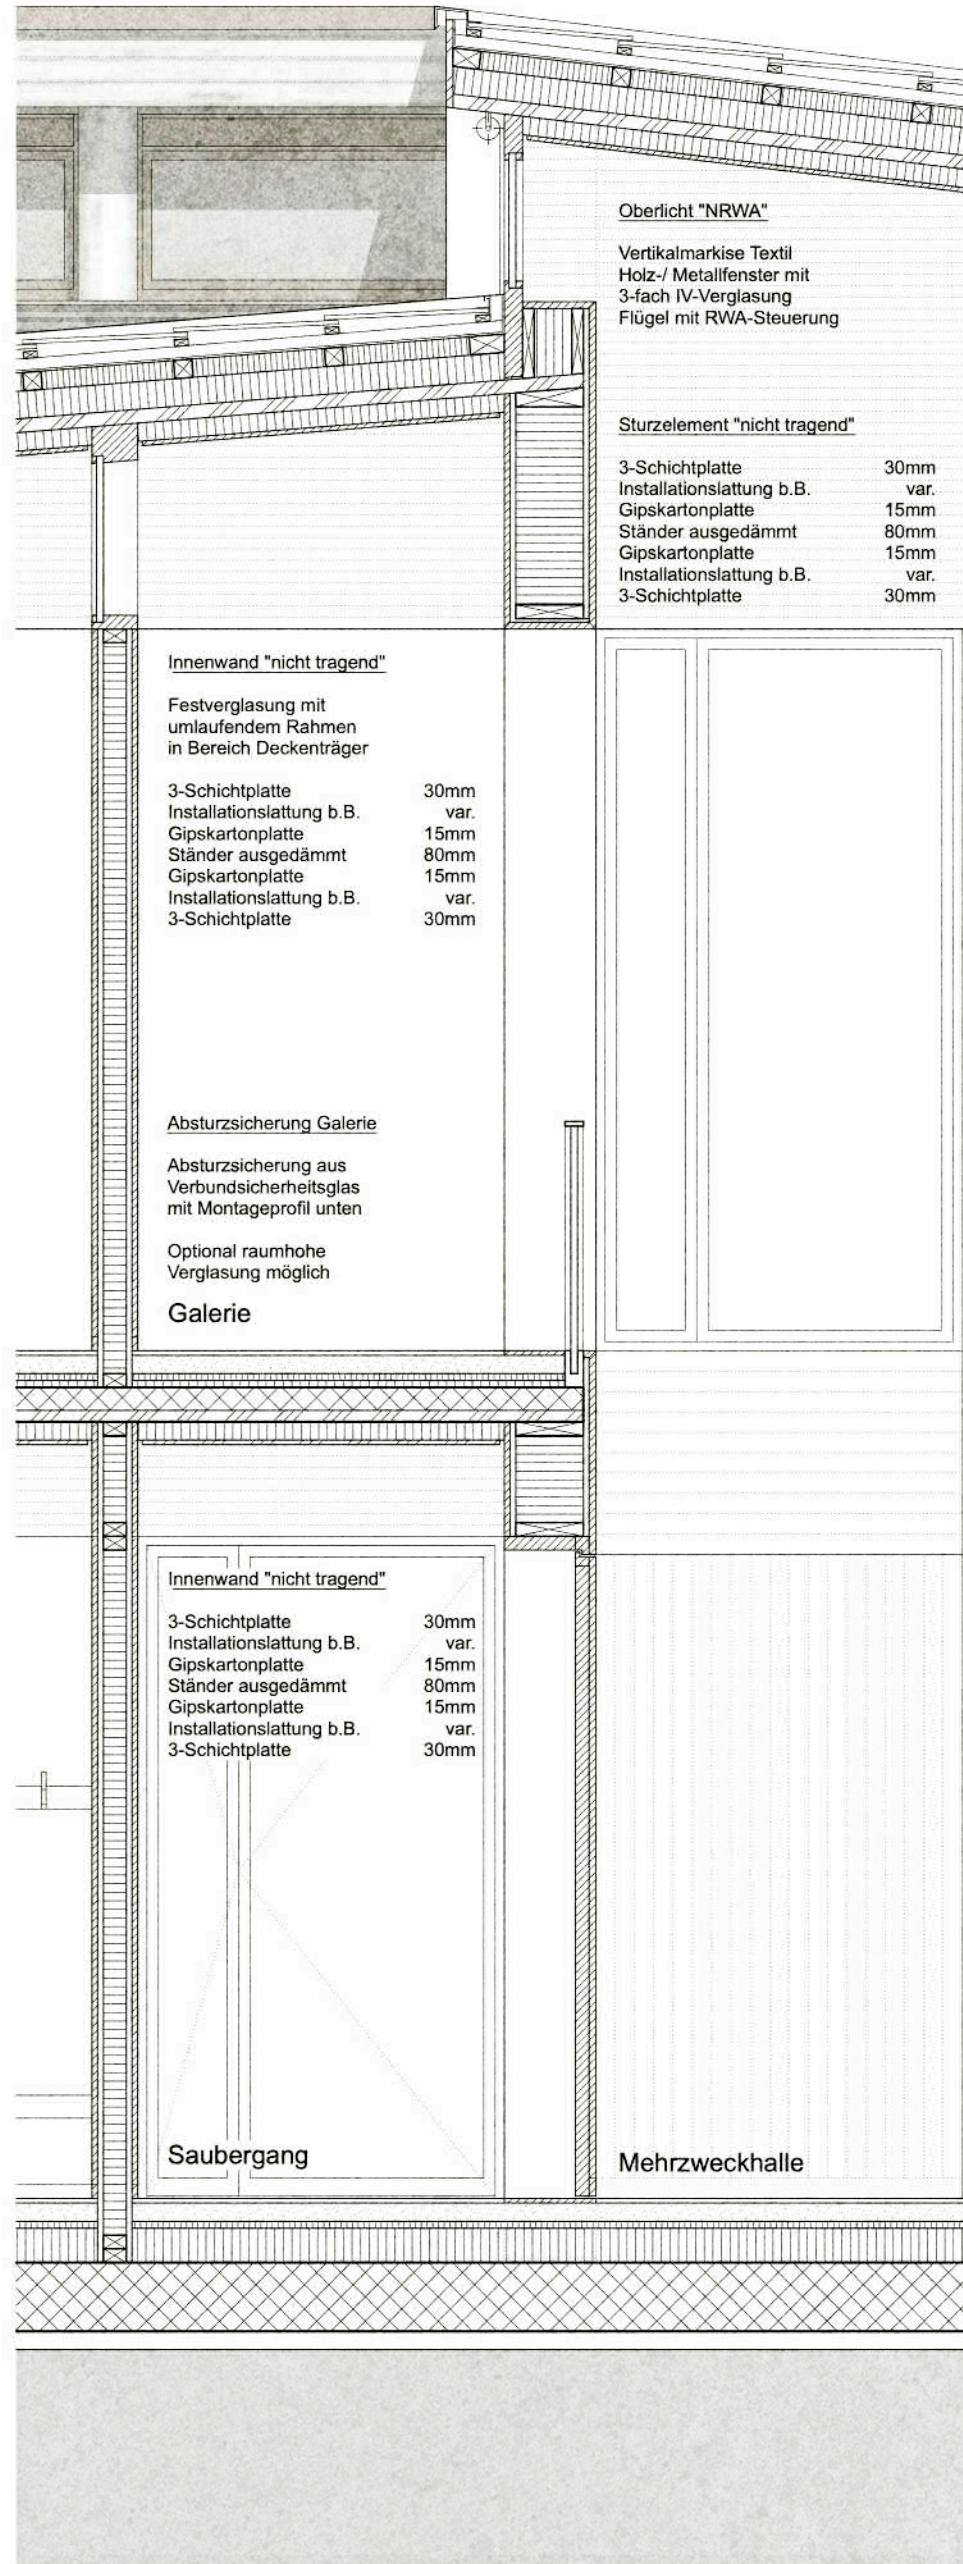 Oberlicht "NRWA"
Vertikalmarkise Textil
Holz-/ Metallfenster mit
3-fach IV-Verglasung
Flügel mit RWA-Steuerung
Sturzelement "nicht tragend"
3-Schichtplatte 30mm
Installationslattung b.B. var.
Gipskartonplatte 15mm
Ständer ausgedämmt 80mm
Gipskartonplatte 15mm
Installationslattung b.B. var.
3-Schichtplatte 30mm
Innenwand "nicht tragend"
Festverglasung mit
umlaufendem Rahmen
in Bereich Deckenträger
3-Schichtplatte 30mm
Installationslattung b.B. var.
Gipskartonplatte 15mm
Ständer ausgedämmt 80mm
Gipskartonplatte 15mm
Installationslattung b.B. var.
3-Schichtplatte 30mm
Absturzsicherung Galerie
Absturzsicherung aus
Verbundsicherheitsglas
mit Montageprofil unten
Optional raumhohe
Verglasung möglich
Galerie
Innenwand "nicht tragend"
3-Schichtplatte 30mm
Installationslattung b.B. var.
Gipskartonplatte 15mm
Ständer ausgedämmt 80mm
Gipskartonplatte 15mm
Installationslattung b.B. var.
3-Schichtplatte 30mm
Saubergang
Mehrzweckhalle